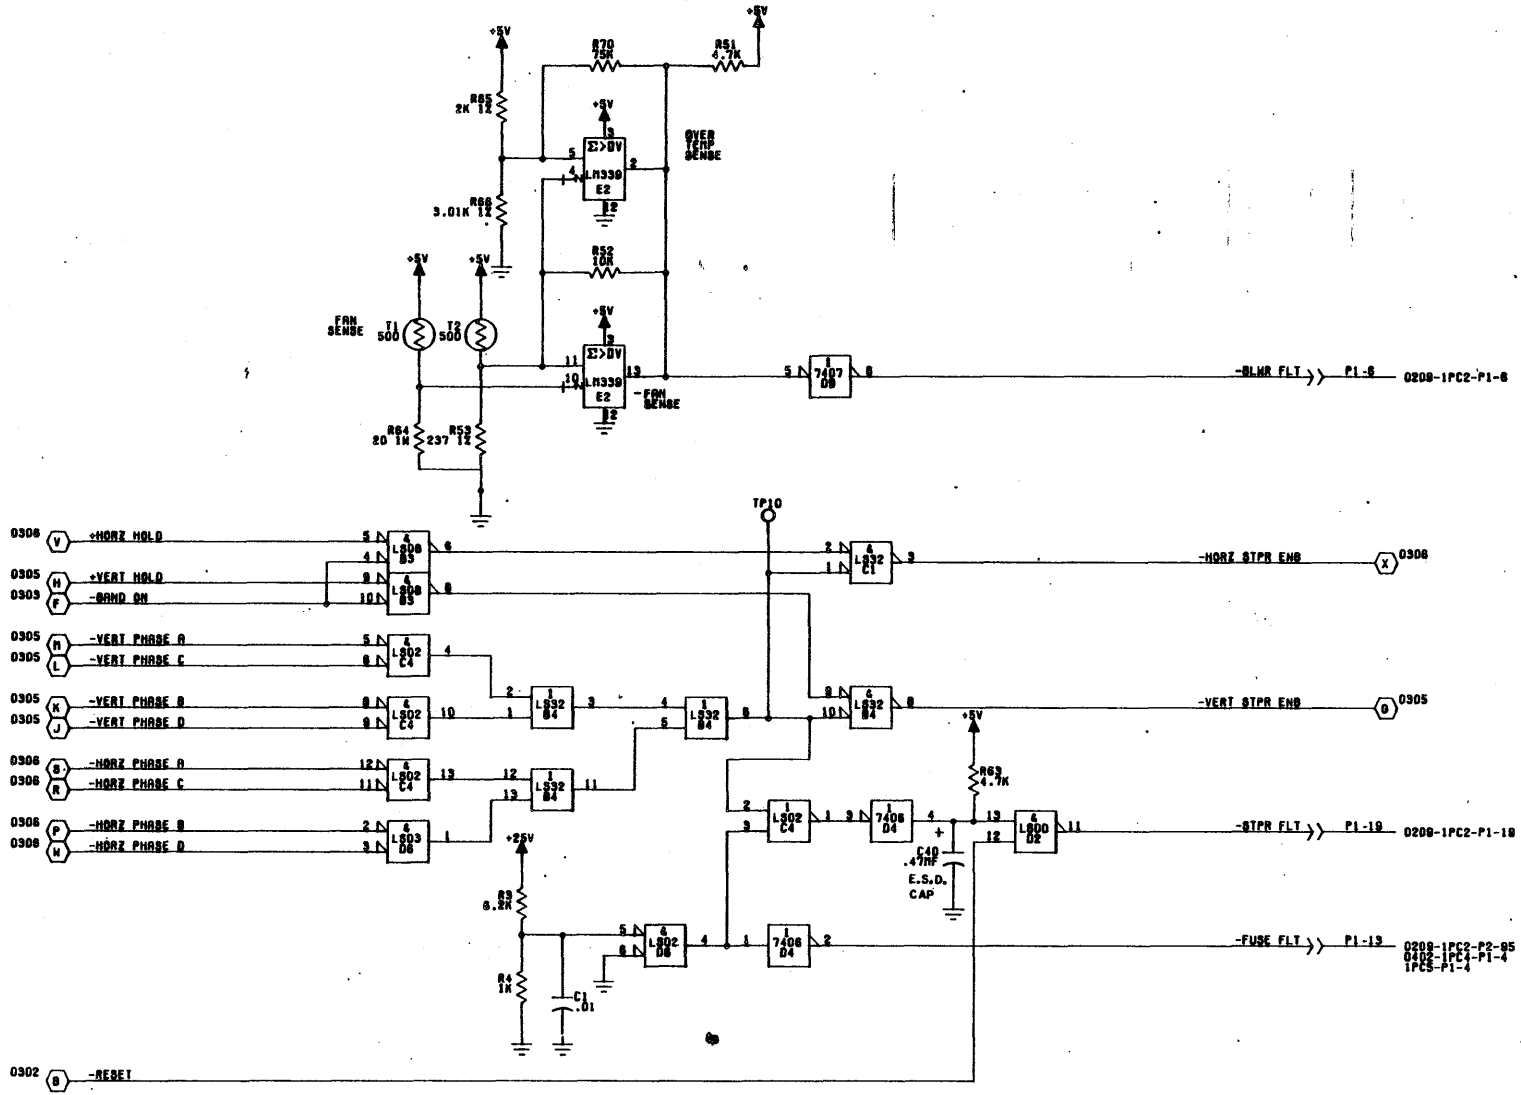 +5V
+5V
R70
75K
R51
4.7K
R65
2K 1%
+5V
3
Σ>0V
5
4
LM339
E2
2
12
OVER
TEMP
SENSE
R66
3.01K 1%
R52
10K
+5V
+5V
FAN
SENSE
T1
500
T2
500
+5V
3
Σ>0V
11
10
LM339
E2
13
12
-FAN
SENSE
5
1
7407
D9
6
-BLWR FLT
P1-6
0209-1PC2-P1-6
R64
R53
237 1%
TP10
0306
V
+HORZ HOLD
5
4
&
LS08
B3
6
2
1
&
LS32
C1
3
-HORZ STPR ENB
X
0306
0305
H
+VERT HOLD
9
0303
F
-BAND ON
10
&
LS08
B3
8
0305
M
-VERT PHASE A
5
0305
L
-VERT PHASE C
6
&
LS02
C4
4
0305
K
-VERT PHASE B
8
0305
J
-VERT PHASE D
9
&
LS02
C4
10
2
1
1
LS32
B4
3
4
5
1
LS32
B4
6
9
10
&
LS32
B4
8
-VERT STPR ENB
0305
0306
S
-HORZ PHASE A
12
0306
R
-HORZ PHASE C
11
&
LS02
C4
13
12
13
1
LS32
B4
11
0306
P
-HORZ PHASE B
2
0306
W
-HORZ PHASE D
3
&
LS03
D6
1
+5V
R63
4.7K
2
3
1
LS02
C4
1
3
1
7406
D4
4
13
12
&
LS00
D2
11
-STPR FLT
P1-19
0209-1PC2-P1-19
+
C40
.47MF
E.S.D.
CAP
+25V
R3
R4
1K
C1
.01
5
6
&
LS02
D6
4
1
1
7406
D4
2
-FUSE FLT
P1-13
0209-1PC2-P2-95
0402-1PC4-P1-4
1PC5-P1-4
0302
B
-RESET